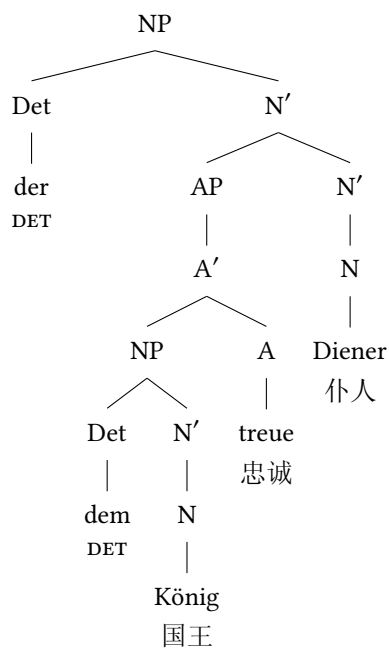 NP
Det N′
der AP N′
DET
A′ N
NP A Diener
仆人
Det N′ treue
忠诚
dem N
DET
König
国王